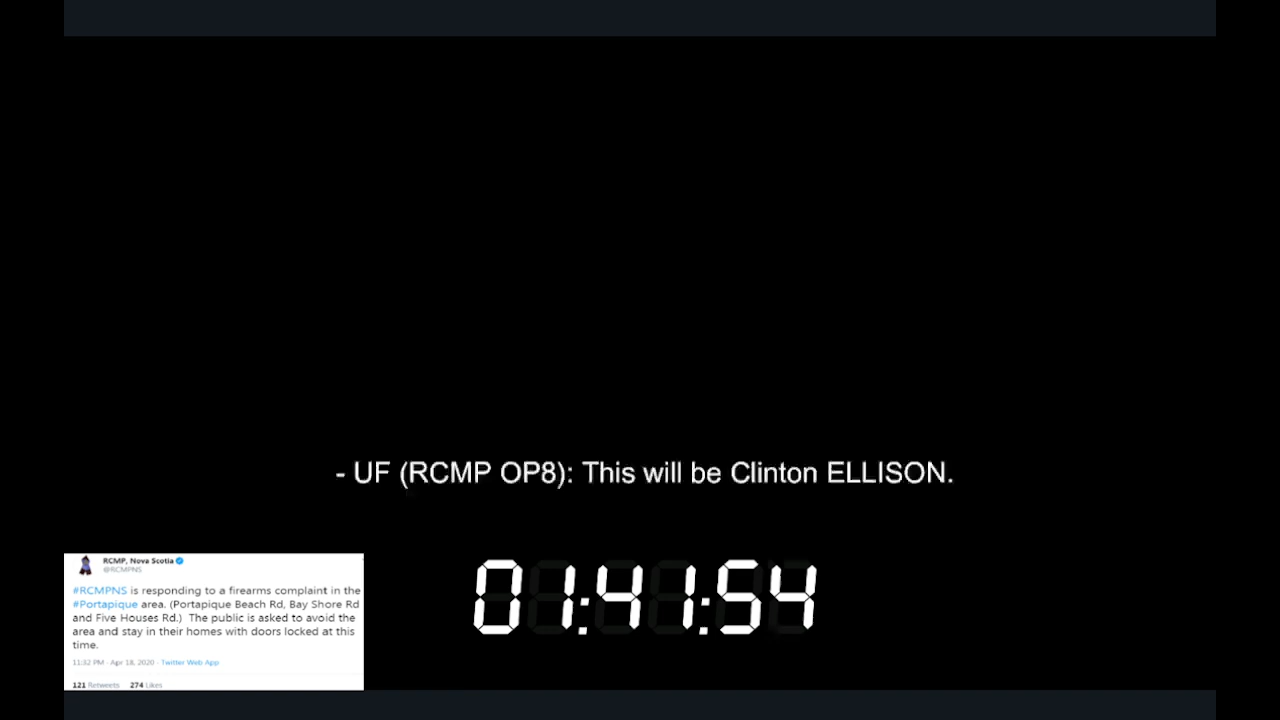 - UF (RCMP OP8): This will be Clinton ELLISON.
RCMP, Nova Scotia
@RCMPNS
#RCMPNS is responding to a firearms complaint in the
#Portapique area. (Portapique Beach Rd, Bay Shore Rd
and Five Houses Rd.) The public is asked to avoid the
area and stay in their homes with doors locked at this
time.
11:32 PM · Apr 18, 2020 · Twitter Web App
121 Retweets 274 Likes
01:41:54